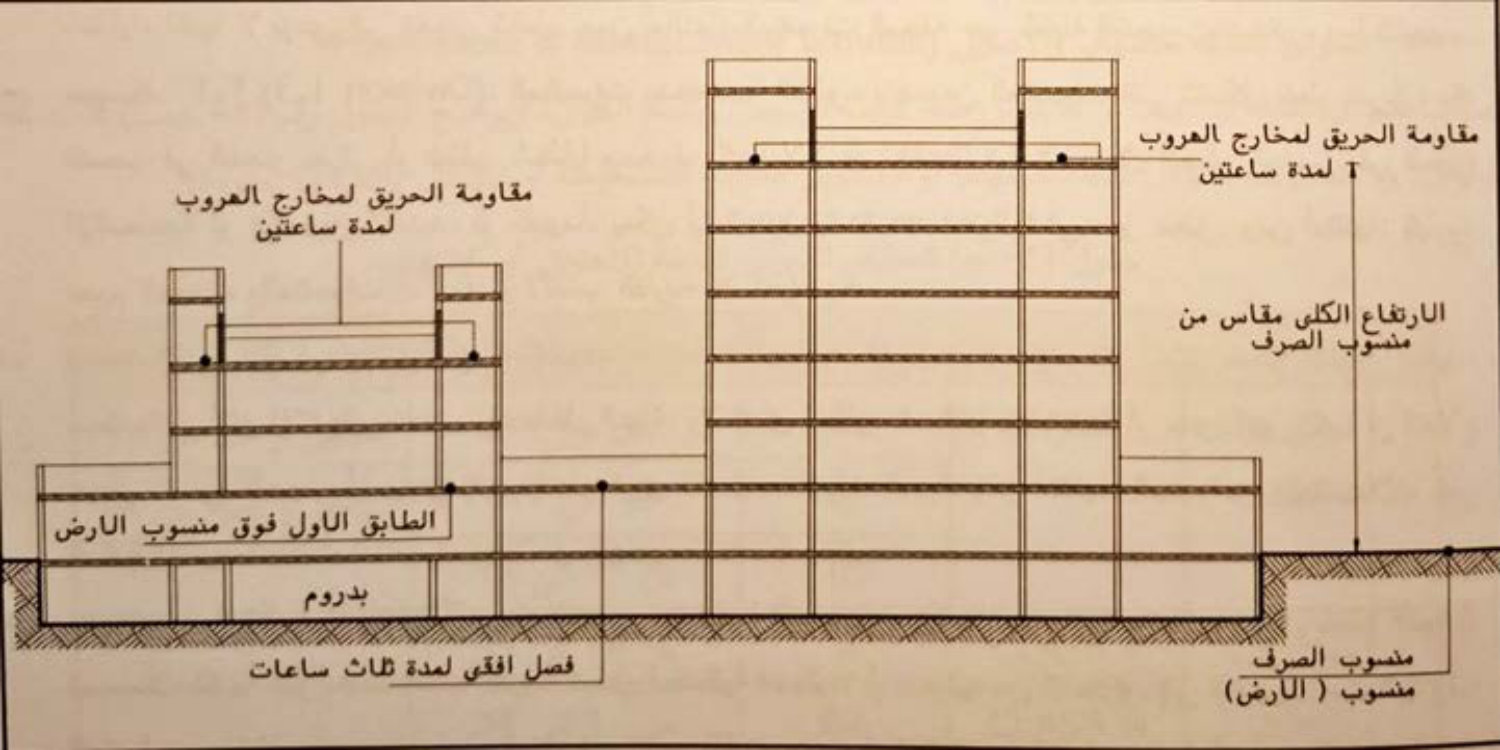 مقاومة الحريق لمخارج الهروب
لمدة ساعتين
مقاومة الحريق لمخارج الهروب
لمدة ساعتين
الارتفاع الكلى مقاس من
منسوب الصرف
الطابق الاول فوق منسوب الارض
بدروم
فصل افقى لمدة ثلاث ساعات
منسوب الصرف
منسوب ( الارض)